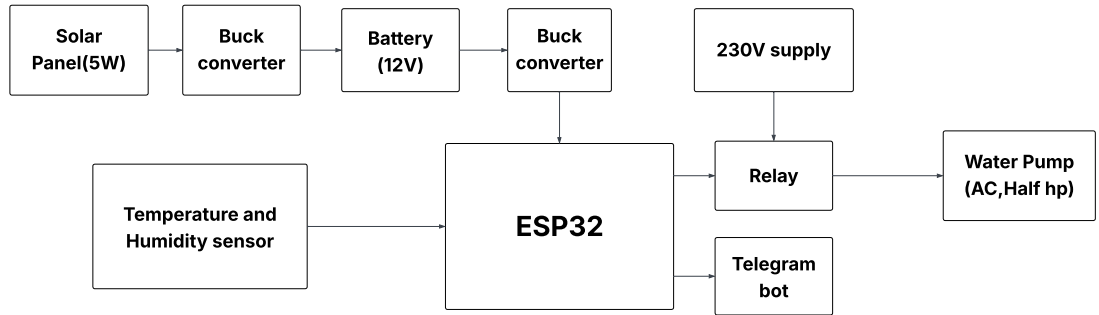 Solar
Panel(5W)
Buck
converter
Battery
(12V)
Buck
converter
230V supply
Temperature and
Humidity sensor
ESP32
Relay
Water Pump
(AC,Half hp)
Telegram
bot